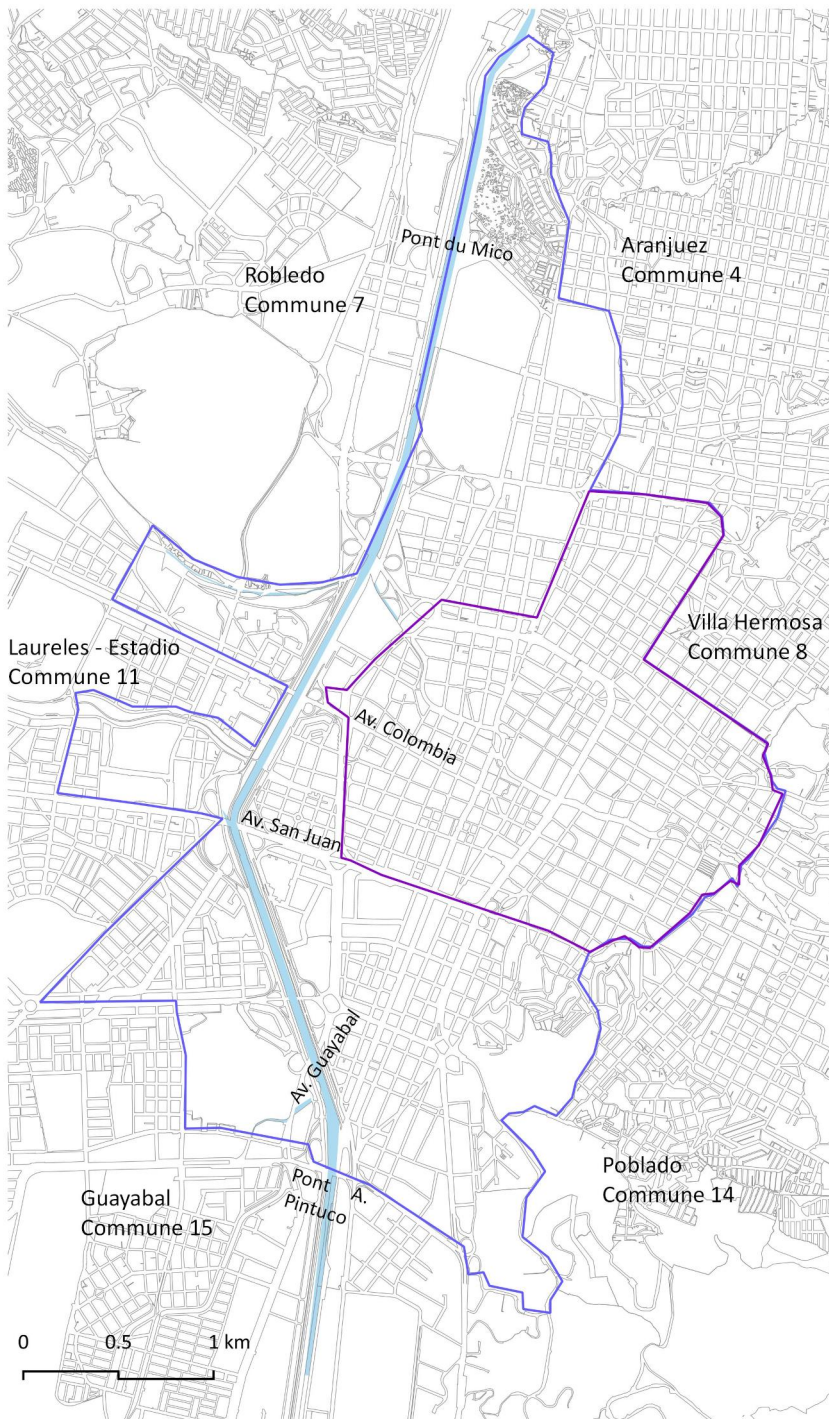 Pont du Mico
Aranjuez
Commune 4
Robledo
Commune 7
Villa Hermosa
Commune 8
Laureles - Estadio
Commune 11
Av. Colombia
Av. San Juan
Av. Guayabal
Poblado
Commune 14
Pont A.
Pintuco
Guayabal
Commune 15
0 0.5 1 km